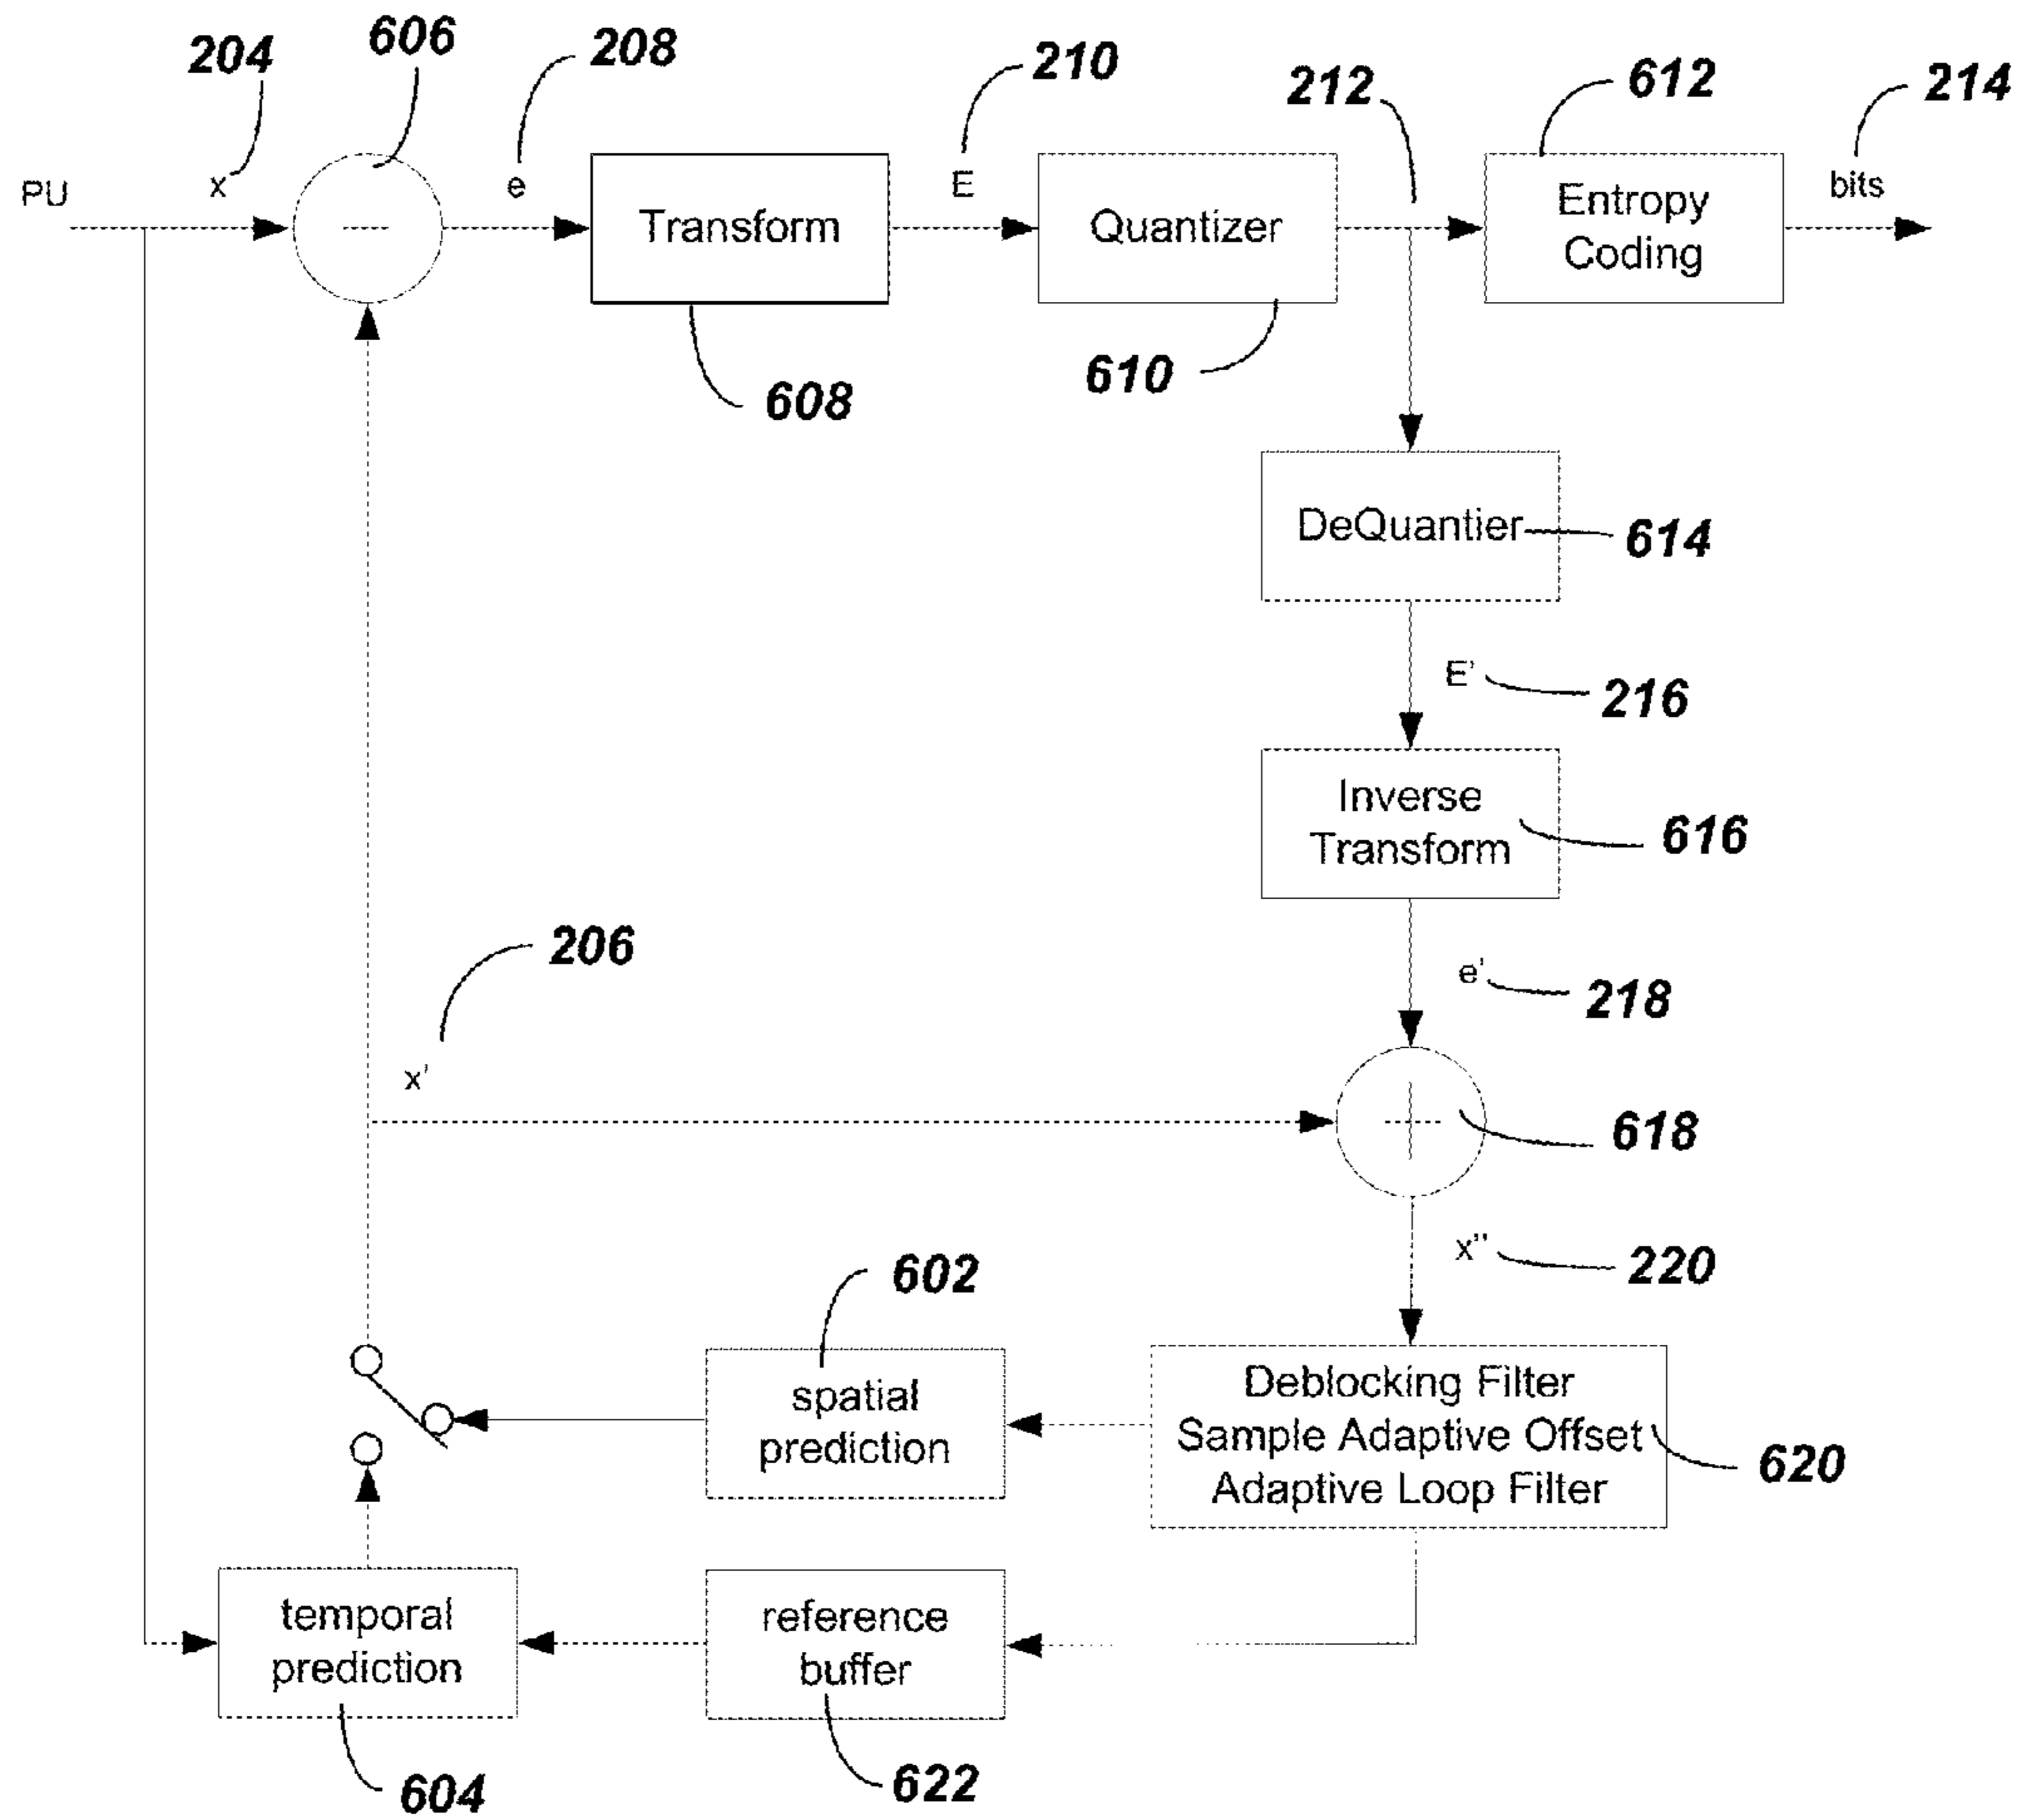 204
606
208
210
212
612
214
PU
x
e
E
bits
Transform
Quantizer
Entropy
Coding
608
610
DeQuantier
614
E'
216
Inverse
Transform
616
206
e'
218
x'
618
x''
220
602
spatial
prediction
Deblocking Filter
Sample Adaptive Offset
Adaptive Loop Filter
620
temporal
prediction
reference
buffer
604
622